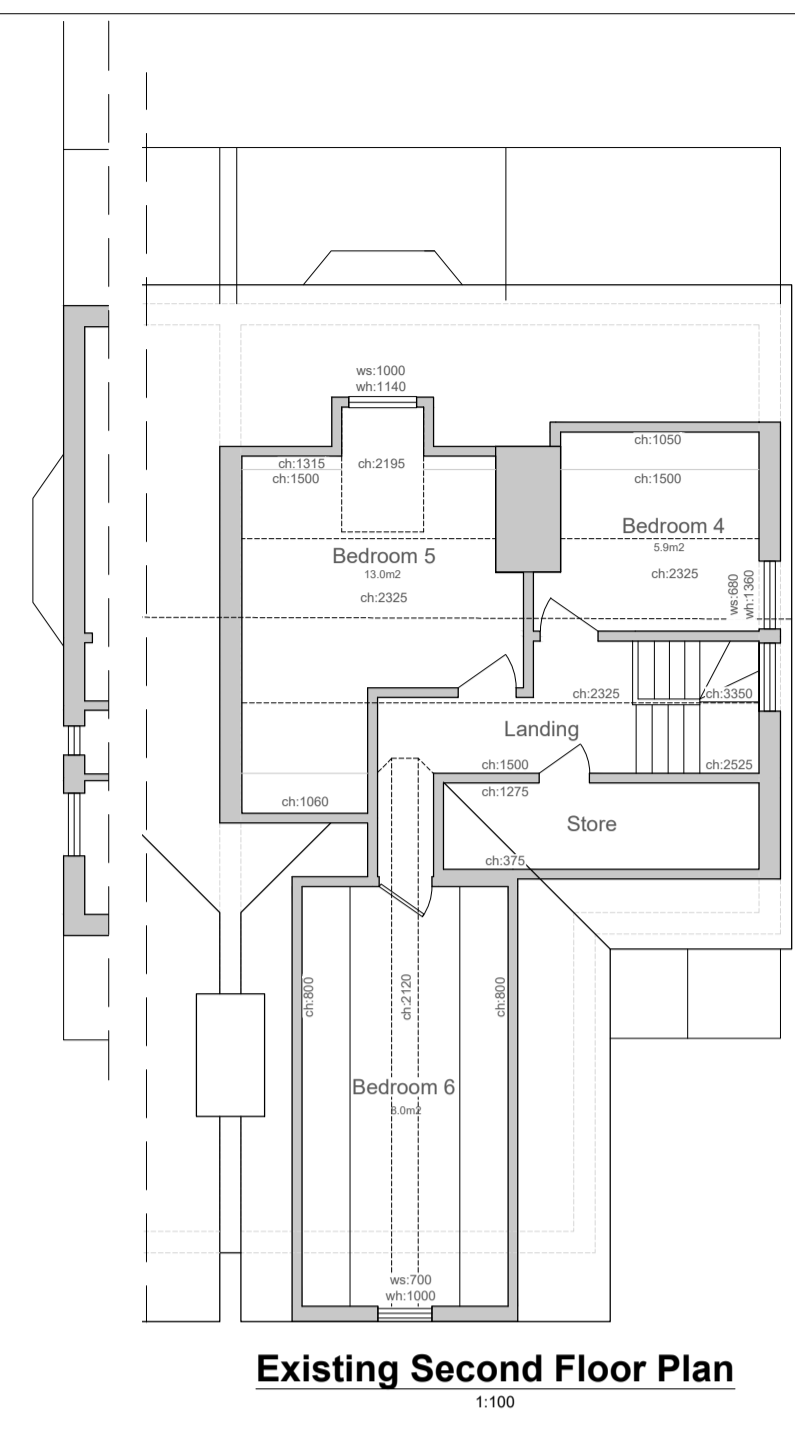 ws:1000
wh:1140
ch:1315
ch:1500
ch:2195
Bedroom 5
13.0m2
ch:2325
ch:1050
ch:1500
Bedroom 4
5.9m2
ch:2325
ws:680
wh:1360
ch:2325
ch:3350
Landing
ch:1500
ch:2525
ch:1275
Store
ch:375
ch:1060
ch:800
ch:2120
ch:800
Bedroom 6
8.0m2
ws:700
wh:1000
Existing Second Floor Plan
1:100